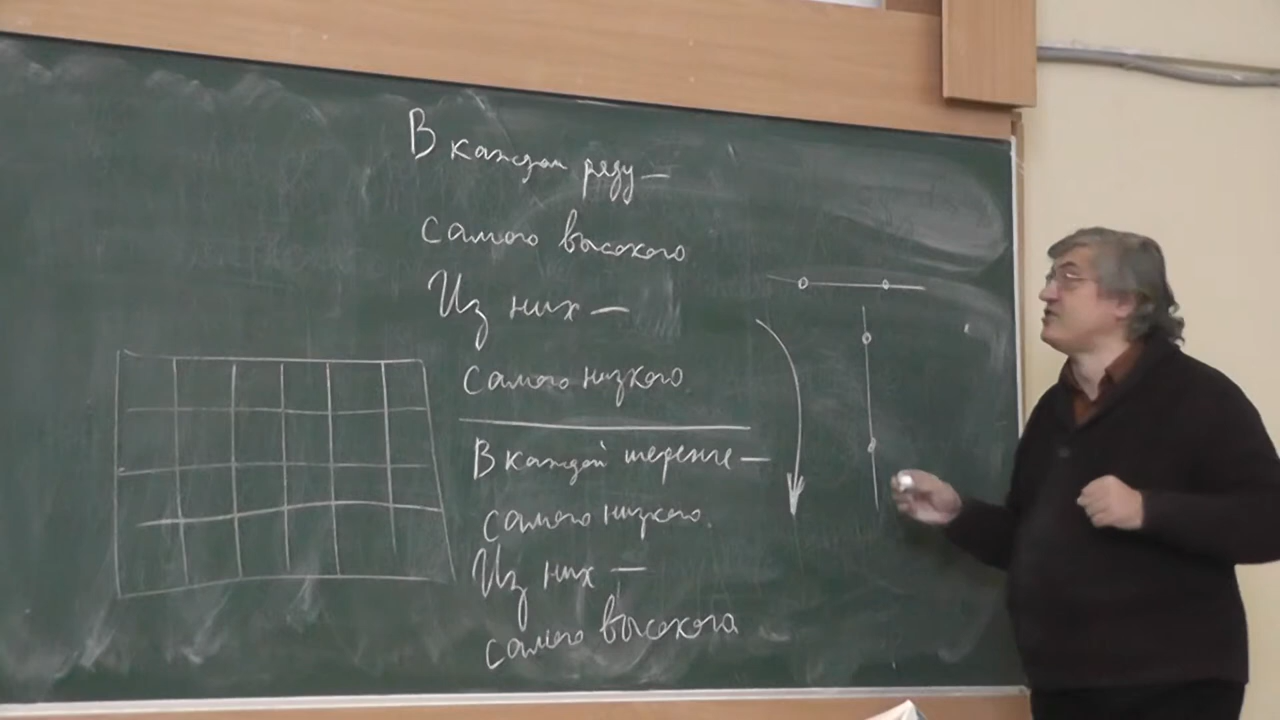 В каждом ряду —
самого высокого
Из них —
самого низкого.
В каждой шеренге —
самого низкого.
Из них —
самого высокого